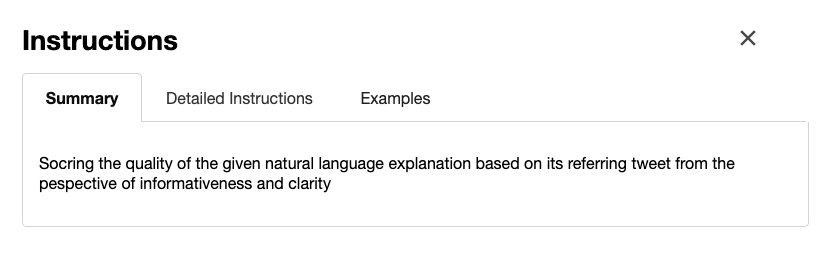 Instructions
Summary Detailed Instructions Examples
Socring the quality of the given natural language explanation based on its referring tweet from the
pespective of informativeness and clarity